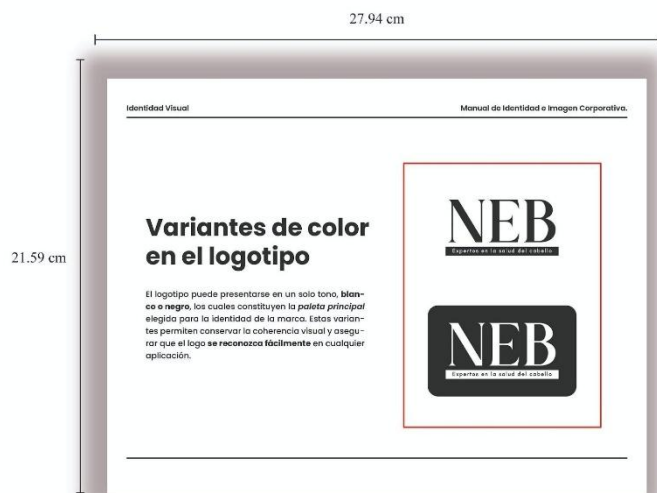 27.94 cm
21.59 cm
Identidad Visual
Manual de Identidad e Imagen Corporativa.
Variantes de color
en el logotipo
El logotipo puede presentarse en un solo tono, blan-
co o negro, los cuales constituyen la paleta principal
elegida para la identidad de la marca. Estas varian-
tes permiten conservar la coherencia visual y asegu-
rar que el logo se reconozca fácilmente en cualquier
aplicación.
NEB
Expertos en la salud del cabello
NEB
Expertos en la salud del cabello